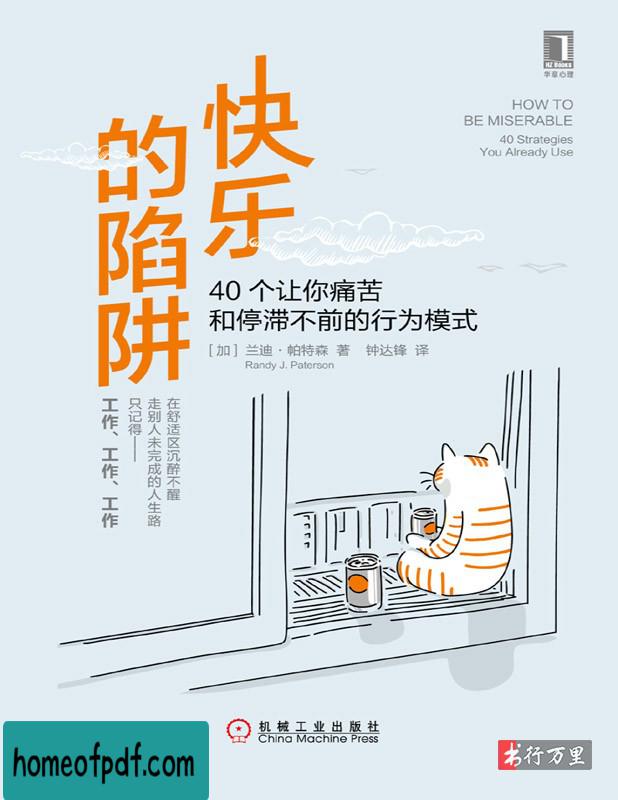 HZ Books
华章心理
HOW TO
BE MISERABLE
40 Strategies
You Already Use
快乐
的陷阱
40 个让你痛苦
和停滞不前的行为模式
[加] 兰迪·帕特森 著 钟达锋 译
Randy J. Paterson
在舒适区沉醉不醒
走别人未完成的人生路
只记得——
工作、工作、工作
机械工业出版社
China Machine Press
homeofpdf.com
书行万里